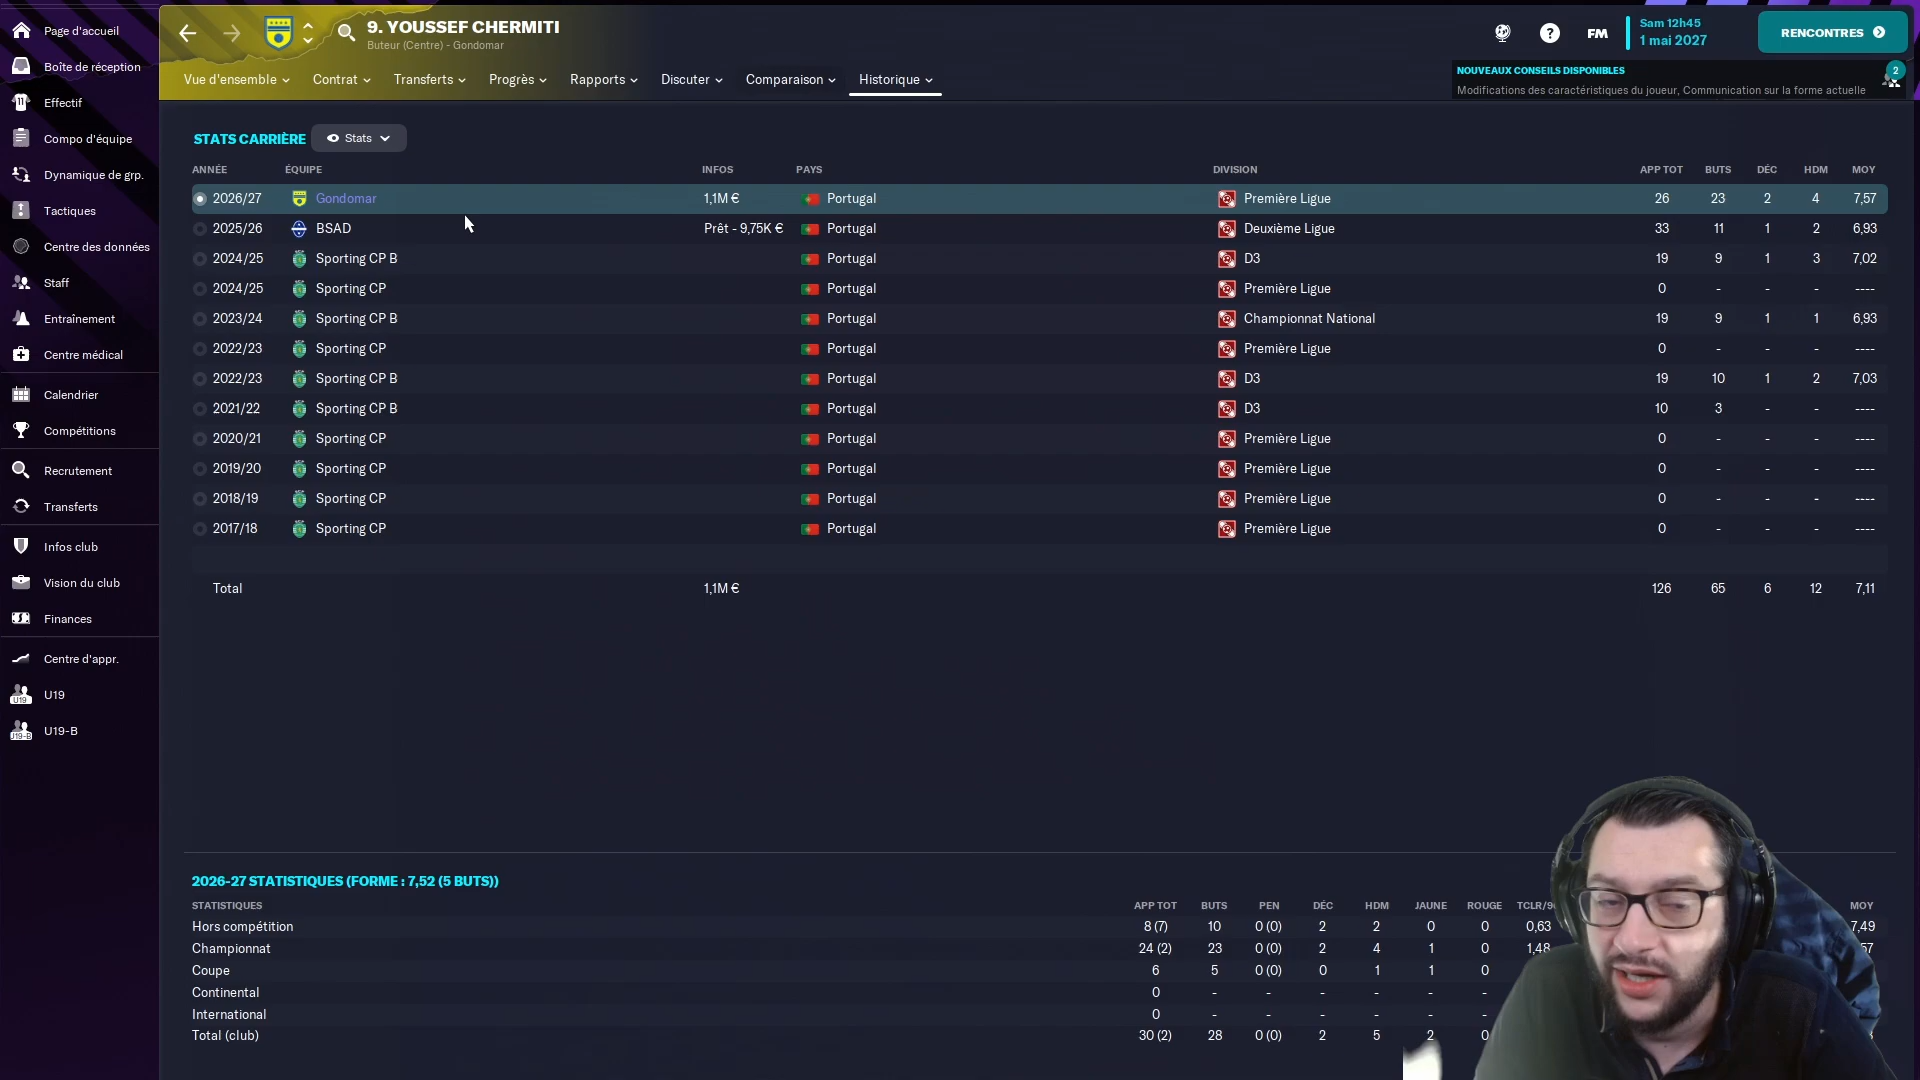 Page d'accueil
Boîte de réception
Effectif
Compo d'équipe
Dynamique de grp.
Tactiques
Centre des données
Staff
Entraînement
Centre médical
Calendrier
Compétitions
Recrutement
Transferts
Infos club
Vision du club
Finances
Centre d'appr.
U19
U19-B
9. YOUSSEF CHERMITI
Buteur (Centre) - Gondomar
FM
Sam 12h45
1 mai 2027
RENCONTRES
Vue d'ensemble Contrat Transferts Progrès Rapports Discuter Comparaison Historique
NOUVEAUX CONSEILS DISPONIBLES 2
Modifications des caractéristiques du joueur, Communication sur la forme actuelle
STATS CARRIÈRE Stats
ANNÉE ÉQUIPE INFOS PAYS DIVISION APP TOT BUTS DÉC HDM MOY
2026/27 Gondomar 1,1M € Portugal Première Ligue 26 23 2 4 7,57
2025/26 BSAD Prêt - 9,75K € Portugal Deuxième Ligue 33 11 1 2 6,93
2024/25 Sporting CP B Portugal D3 19 9 1 3 7,02
2024/25 Sporting CP Portugal Première Ligue 0 - - - ----
2023/24 Sporting CP B Portugal Championnat National 19 9 1 1 6,93
2022/23 Sporting CP Portugal Première Ligue 0 - - - ----
2022/23 Sporting CP B Portugal D3 19 10 1 2 7,03
2021/22 Sporting CP B Portugal D3 10 3 - - ----
2020/21 Sporting CP Portugal Première Ligue 0 - - - ----
2019/20 Sporting CP Portugal Première Ligue 0 - - - ----
2018/19 Sporting CP Portugal Première Ligue 0 - - - ----
2017/18 Sporting CP Portugal Première Ligue 0 - - - ----
Total 1,1M € 126 65 6 12 7,11
2026-27 STATISTIQUES (FORME : 7,52 (5 BUTS))
STATISTIQUES APP TOT BUTS PEN DÉC HDM JAUNE ROUGE MOY
Hors compétition 8 (7) 10 0 (0) 2 2 0 0 0,63 7,49
Championnat 24 (2) 23 0 (0) 2 4 1 0 1,48
Coupe 6 5 0 (0) 0 1 1 0
Continental 0 - - - - - -
International 0 - - - - - -
Total (club) 30 (2) 28 0 (0) 2 5 2 0